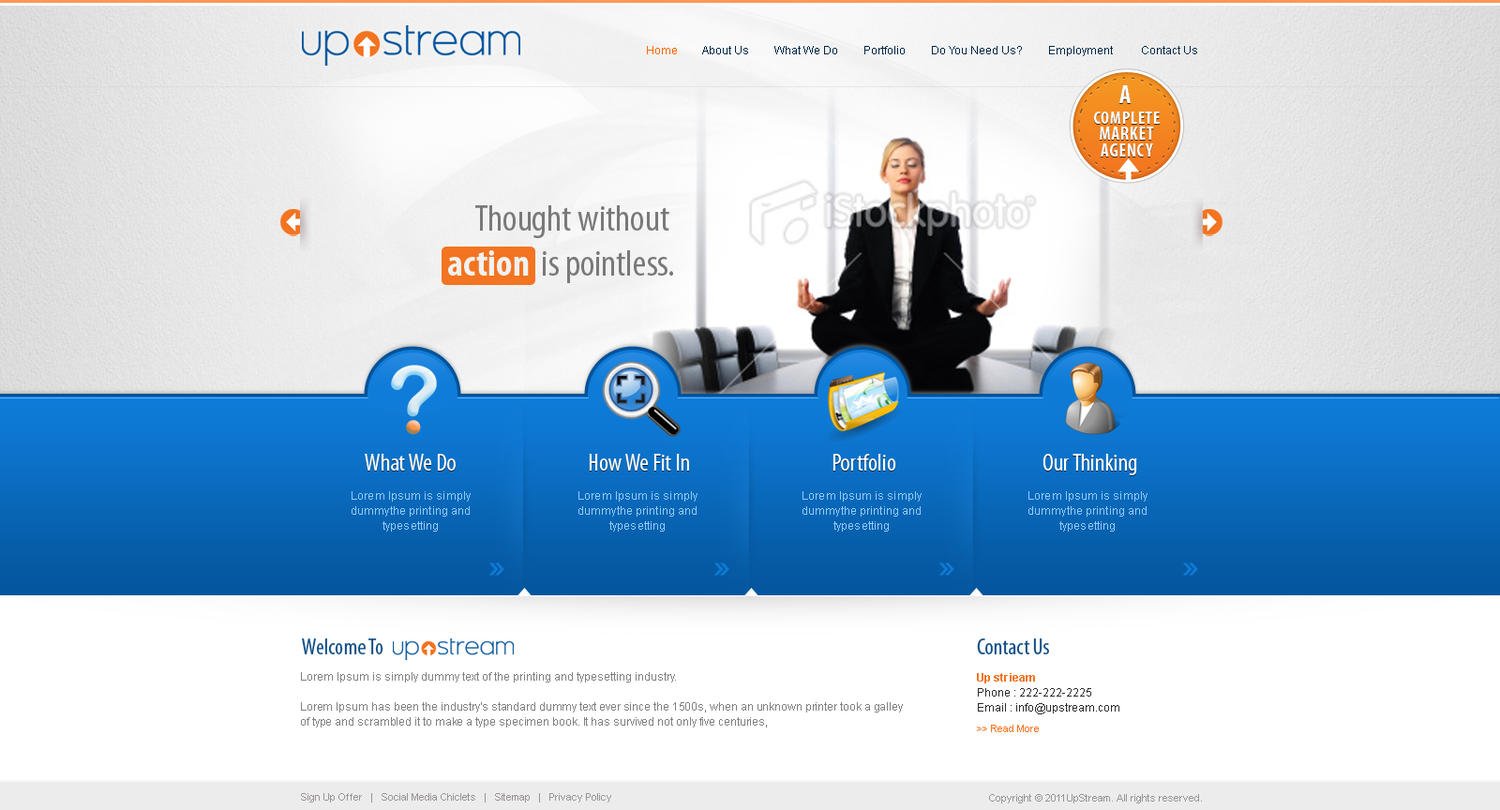 upstream
Home About Us What We Do Portfolio Do You Need Us? Employment Contact Us
A
COMPLETE
MARKET
AGENCY
Thought without
action is pointless.
iStockphoto®
What We Do
Lorem Ipsum is simply
dummythe printing and
typesetting
»
How We Fit In
Lorem Ipsum is simply
dummythe printing and
typesetting
»
Portfolio
Lorem Ipsum is simply
dummythe printing and
typesetting
»
Our Thinking
Lorem Ipsum is simply
dummythe printing and
typesetting
»
Welcome To upstream
Lorem Ipsum is simply dummy text of the printing and typesetting industry.
Lorem Ipsum has been the industry's standard dummy text ever since the 1500s, when an unknown printer took a galley
of type and scrambled it to make a type specimen book. It has survived not only five centuries,
Contact Us
Up strieam
Phone : 222-222-2225
Email : info@upstream.com
>> Read More
Sign Up Offer | Social Media Chiclets | Sitemap | Privacy Policy
Copyright © 2011UpStream. All rights reserved.